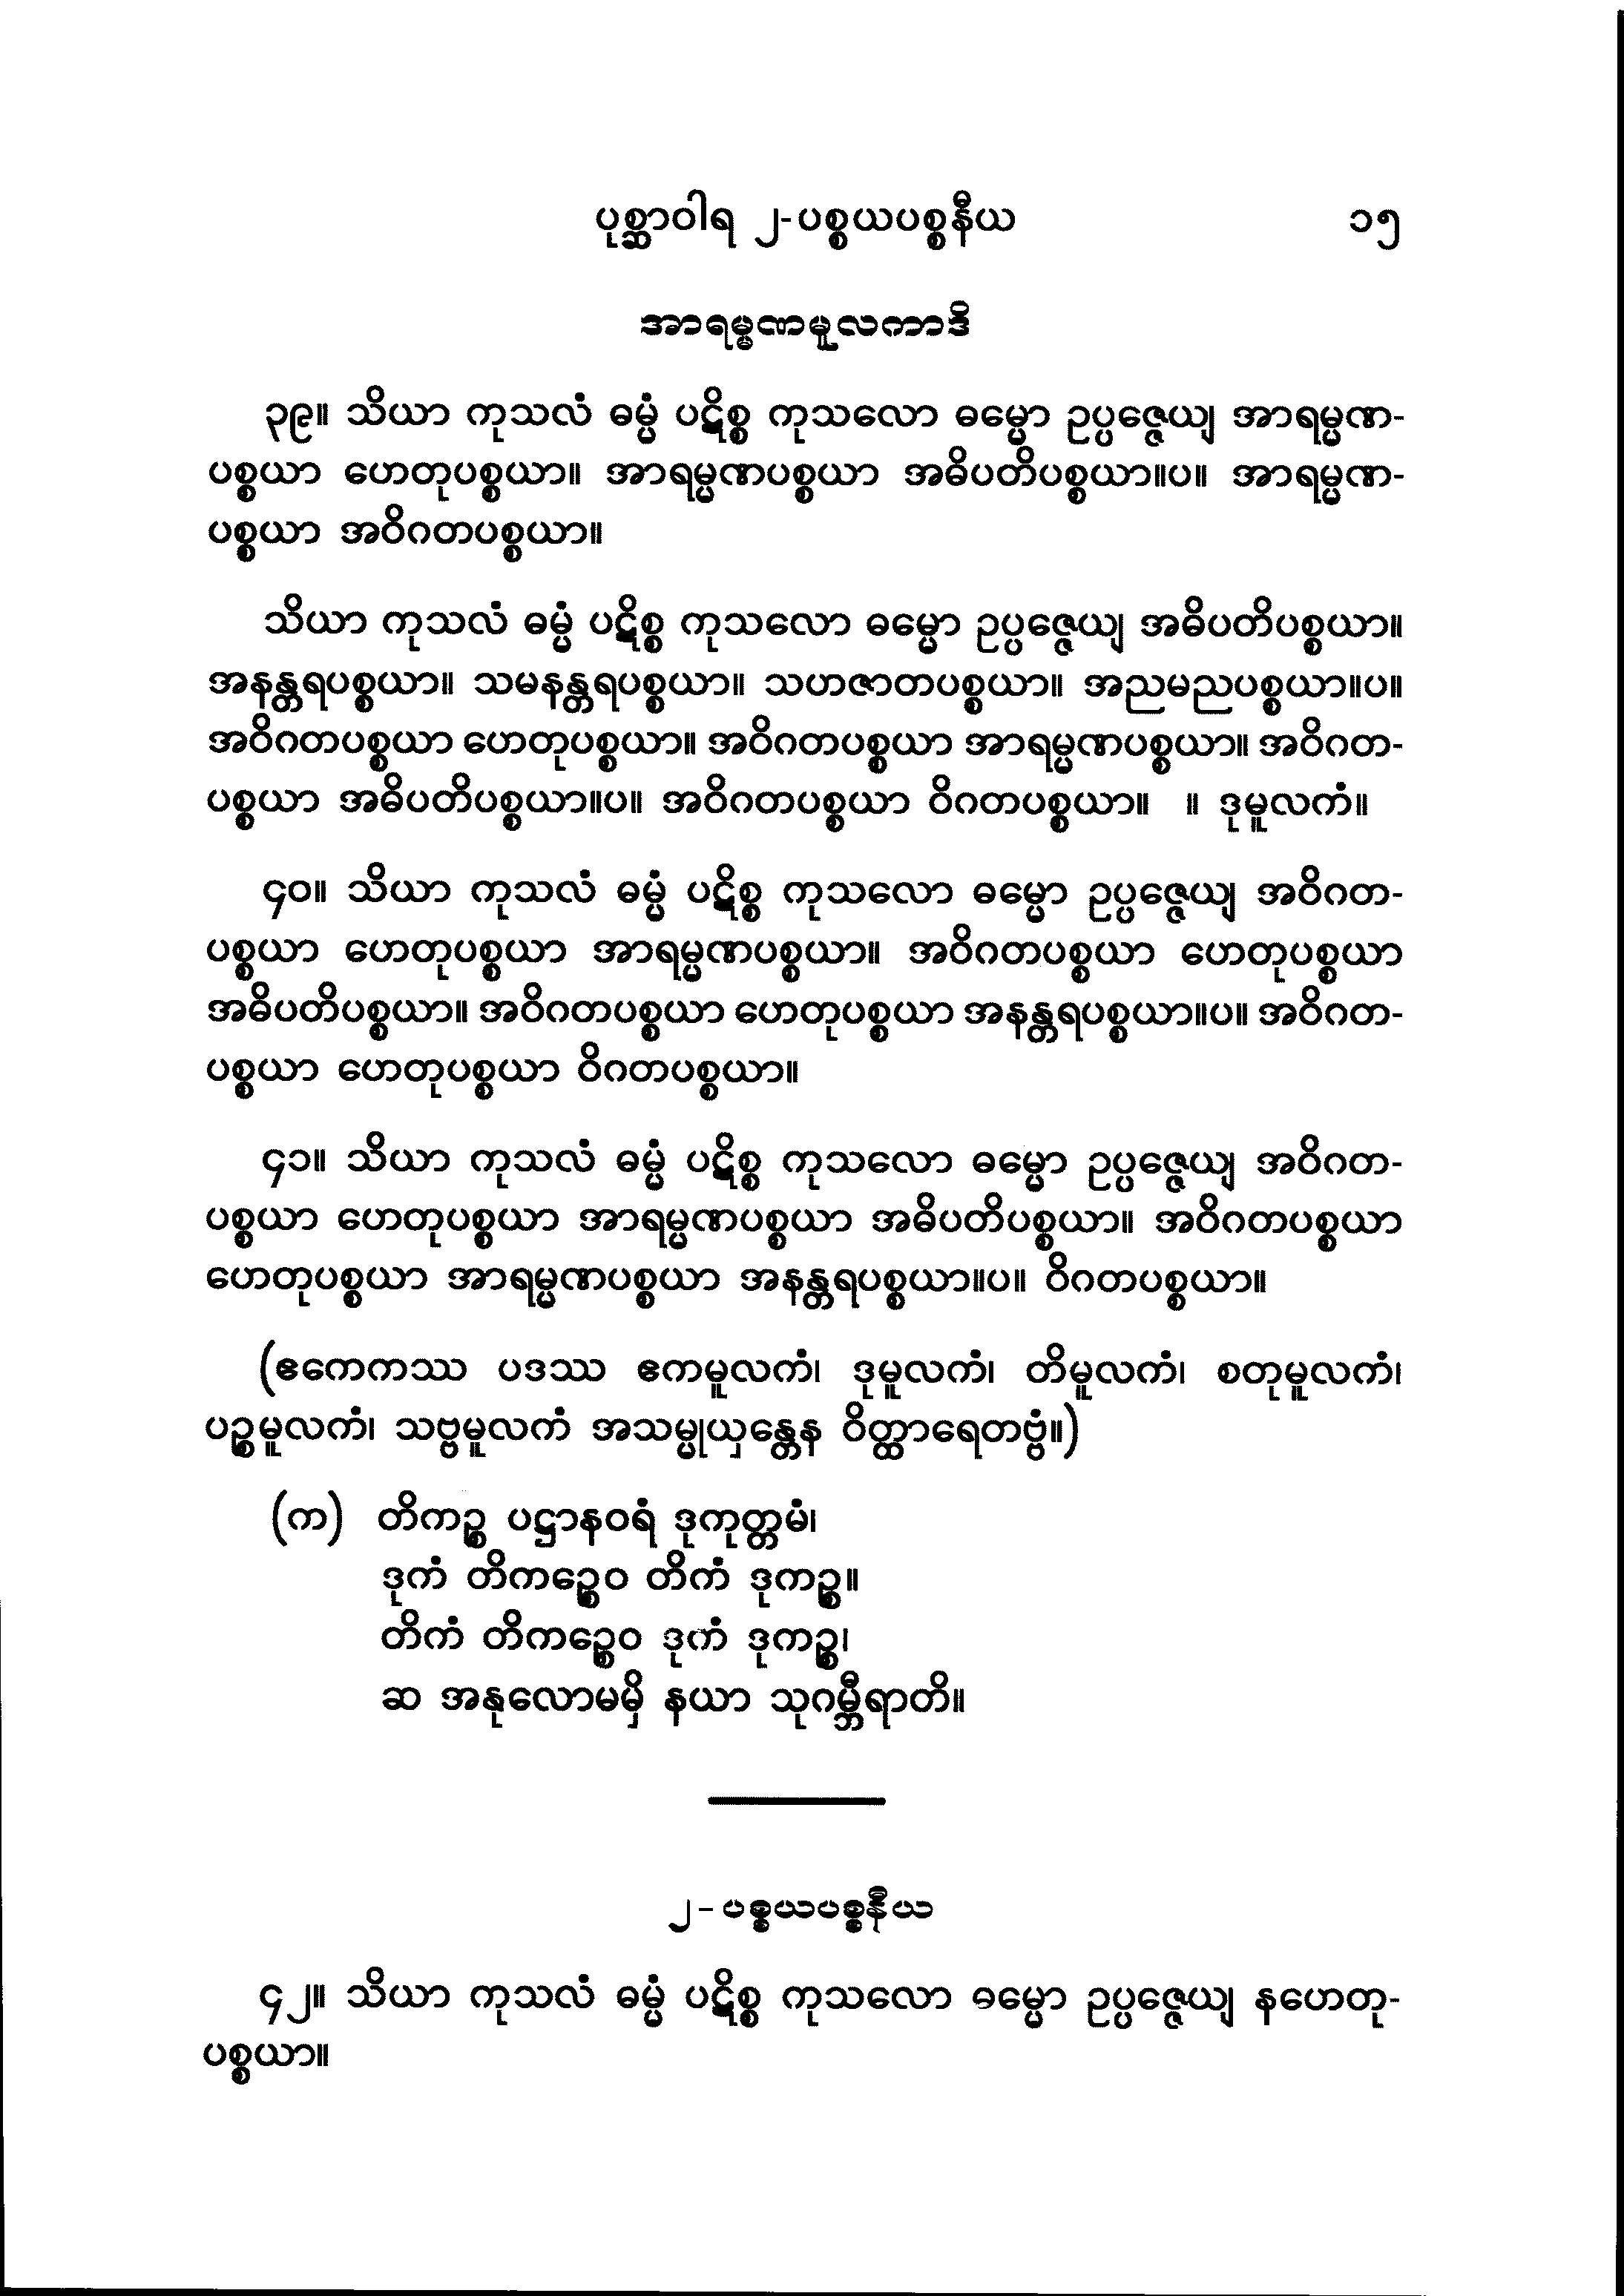 ပုစ္ဆာဝါရ ၂-ပစ္စယပစ္စနီယ ၁၅
အာရမ္မဏမူလကာဒိ
၃၉။ သိယာ ကုသလံ ဓမ္မံ ပဋိစ္စ ကုသလော ဓမ္မော ဥပ္ပဇ္ဇေယျ အာရမ္မဏ-
ပစ္စယာ ဟေတုပစ္စယာ။ အာရမ္မဏပစ္စယာ အဓိပတိပစ္စယာ။ပ။ အာရမ္မဏ-
ပစ္စယာ အဝိဂတပစ္စယာ။
သိယာ ကုသလံ ဓမ္မံ ပဋိစ္စ ကုသလော ဓမ္မော ဥပ္ပဇ္ဇေယျ အဓိပတိပစ္စယာ။
အနန္တရပစ္စယာ။ သမနန္တရပစ္စယာ။ သဟဇာတပစ္စယာ။ အညမညပစ္စယာ။ပ။
အဝိဂတပစ္စယာ ဟေတုပစ္စယာ။ အဝိဂတပစ္စယာ အာရမ္မဏပစ္စယာ။ အဝိဂတ-
ပစ္စယာ အဓိပတိပစ္စယာ။ပ။ အဝိဂတပစ္စယာ ဝိဂတပစ္စယာ။ ။ ဒုမူလကံ။
၄၀။ သိယာ ကုသလံ ဓမ္မံ ပဋိစ္စ ကုသလော ဓမ္မော ဥပ္ပဇ္ဇေယျ အဝိဂတ-
ပစ္စယာ ဟေတုပစ္စယာ အာရမ္မဏပစ္စယာ။ အဝိဂတပစ္စယာ ဟေတုပစ္စယာ
အဓိပတိပစ္စယာ။ အဝိဂတပစ္စယာ ဟေတုပစ္စယာ အနန္တရပစ္စယာ။ပ။ အဝိဂတ-
ပစ္စယာ ဟေတုပစ္စယာ ဝိဂတပစ္စယာ။
၄၁။ သိယာ ကုသလံ ဓမ္မံ ပဋိစ္စ ကုသလော ဓမ္မော ဥပ္ပဇ္ဇေယျ အဝိဂတ-
ပစ္စယာ ဟေတုပစ္စယာ အာရမ္မဏပစ္စယာ အဓိပတိပစ္စယာ။ အဝိဂတပစ္စယာ
ဟေတုပစ္စယာ အာရမ္မဏပစ္စယာ အနန္တရပစ္စယာ။ပ။ ဝိဂတပစ္စယာ။
(ဧကေကဿ ပဒဿ ဧကမူလကံ၊ ဒုမူလကံ၊ တိမူလကံ၊ စတုမူလကံ၊
ပဉ္စမူလကံ၊ သဗ္ဗမူလကံ အသမ္မုယှန္တေန ဝိတ္ထာရေတဗ္ဗံ။)
(က) တိကဉ္စ ပဋ္ဌာနဝရံ ဒုကုတ္တမံ၊
ဒုကံ တိကဉ္စေဝ တိကံ ဒုကဉ္စ။
တိကံ တိကဉ္စေဝ ဒုကံ ဒုကဉ္စ၊
ဆ အနုလောမမှိ နယာ သုဂမ္ဘီရာတိ။
၂-ပစ္စယပစ္စနီယ
၄၂။ သိယာ ကုသလံ ဓမ္မံ ပဋိစ္စ ကုသလော ဓမ္မော ဥပ္ပဇ္ဇေယျ နဟေတု-
ပစ္စယာ။